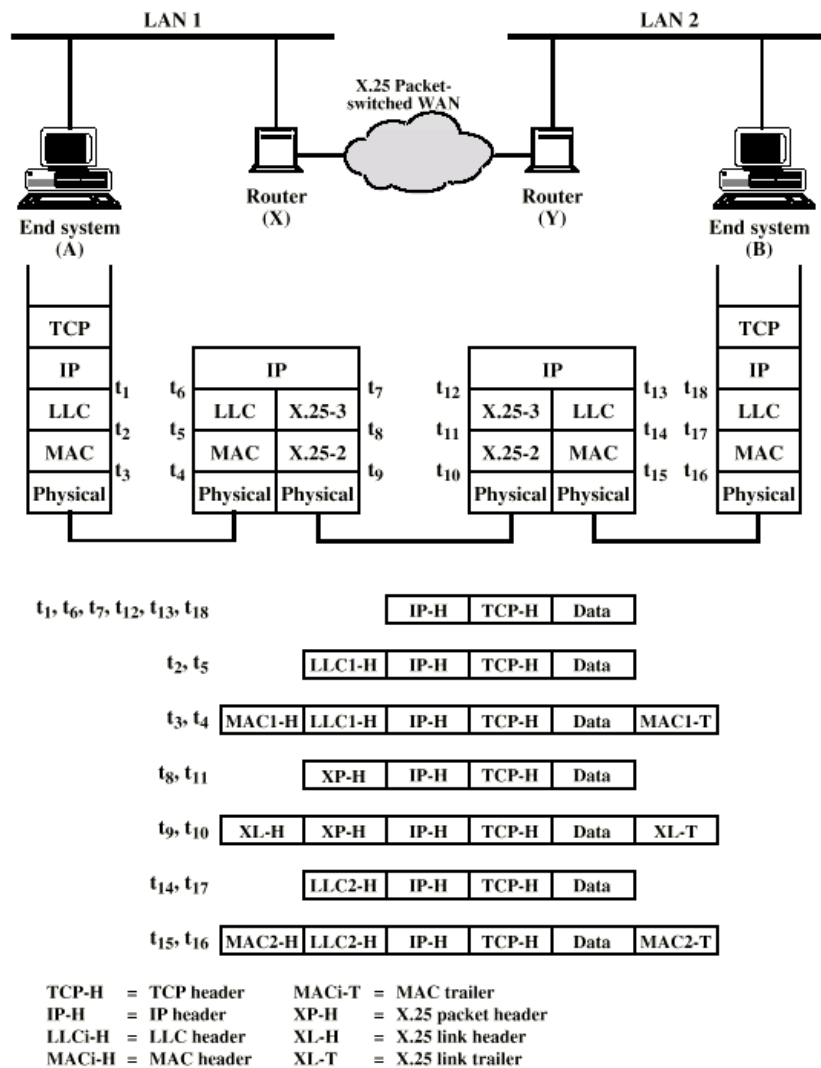 LAN 1
LAN 2
X.25 Packet-
switched WAN
End system
(A)
Router
(X)
Router
(Y)
End system
(B)
TCP
IP
LLC
MAC
Physical
t1
t2
t3
t6
t5
t4
IP
LLC
X.25-3
MAC
X.25-2
Physical
Physical
t7
t8
t9
t12
t11
t10
IP
X.25-3
LLC
X.25-2
MAC
Physical
Physical
t13
t14
t15
t18
t17
t16
TCP
IP
LLC
MAC
Physical
t1, t6, t7, t12, t13, t18
IP-H TCP-H Data
t2, t5
LLC1-H IP-H TCP-H Data
t3, t4
MAC1-H LLC1-H IP-H TCP-H Data MAC1-T
t8, t11
XP-H IP-H TCP-H Data
t9, t10
XL-H XP-H IP-H TCP-H Data XL-T
t14, t17
LLC2-H IP-H TCP-H Data
t15, t16
MAC2-H LLC2-H IP-H TCP-H Data MAC2-T
TCP-H = TCP header
IP-H = IP header
LLCi-H = LLC header
MACi-H = MAC header
MACi-T = MAC trailer
XP-H = X.25 packet header
XL-H = X.25 link header
XL-T = X.25 link trailer